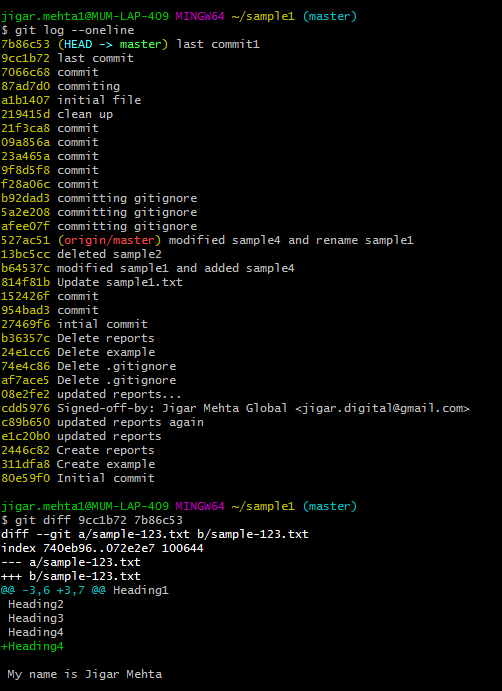 jigar.mehta1@MUM-LAP-409 MINGW64 ~/sample1 (master)
$ git log --oneline
7b86c53 (HEAD -> master) last commit1
9cc1b72 last commit
7066c68 commit
87ad7d0 commiting
a1b1407 initial file
219415d clean up
21f3ca8 commit
09a856a commit
23a465a commit
9f8d5f8 commit
f28a06c commit
b92dad3 committing gitignore
5a2e208 committing gitignore
afee07f committing gitignore
527ac51 (origin/master) modified sample4 and rename sample1
13bc5cc deleted sample2
b64537c modified sample1 and added sample4
814f81b Update sample1.txt
152426f commit
954bad3 commit
27469f6 intial commit
b36357c Delete reports
24e1cc6 Delete example
74e4c86 Delete .gitignore
af7ace5 Delete .gitignore
08e2fe2 updated reports...
cdd5976 Signed-off-by: Jigar Mehta Global <jigar.digital@gmail.com>
c89b650 updated reports again
e1c20b0 updated reports
2446c82 Create reports
311dfa8 Create example
80e59f0 Initial commit
jigar.mehta1@MUM-LAP-409 MINGW64 ~/sample1 (master)
$ git diff 9cc1b72 7b86c53
diff --git a/sample-123.txt b/sample-123.txt
index 740eb96..072e2e7 100644
--- a/sample-123.txt
+++ b/sample-123.txt
@@ -3,6 +3,7 @@ Heading1
Heading2
Heading3
Heading4
+Heading4
My name is Jigar Mehta